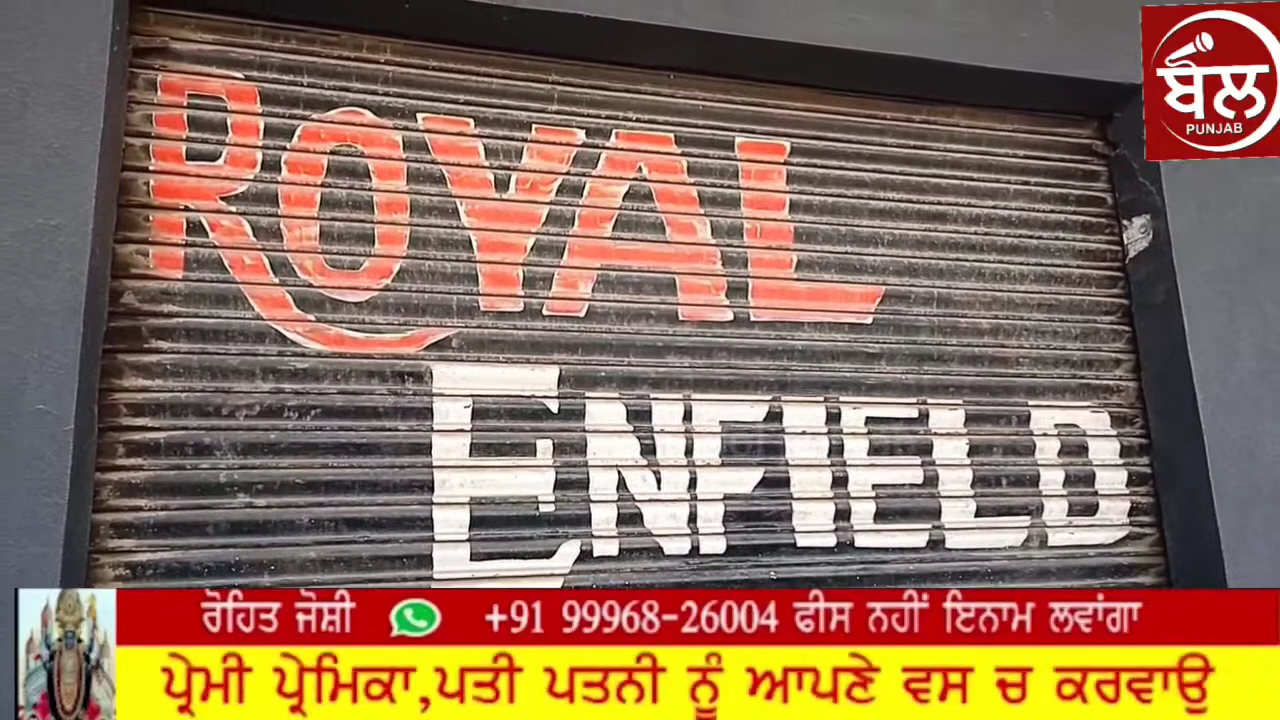 ਬੋਲ
PUNJAB
ROYAL
ENFIELD
ਰੋਹਿਤ ਜੋਸ਼ੀ +91 99968-26004 ਫੀਸ ਨਹੀਂ ਇਨਾਮ ਲਵਾਂਗਾ
ਪ੍ਰੇਮੀ ਪ੍ਰੇਮਿਕਾ,ਪਤੀ ਪਤਨੀ ਨੂੰ ਆਪਣੇ ਵਸ ਚ ਕਰਵਾਉ